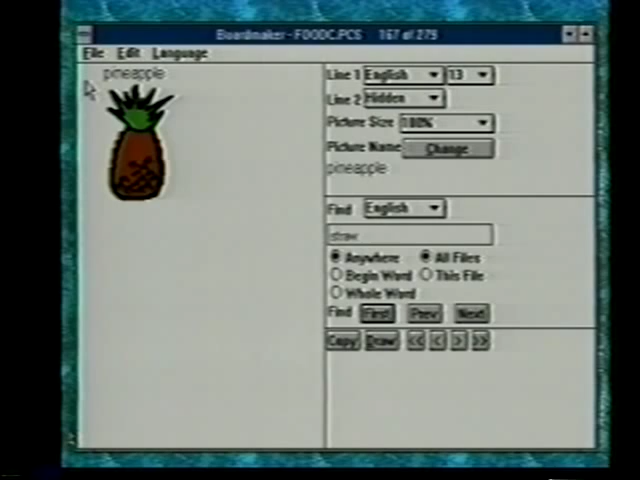 Boardmaker - FOODC.PCS 167 of 279
File Edit Language
pineapple
Line 1 English 13
Line 2 Hidden
Picture Size 100%
Picture Name Change
pineapple
Find English
straw
Anywhere All Files
Begin Word This File
Whole Word
Find First Prev Next
Copy Draw << < > >>